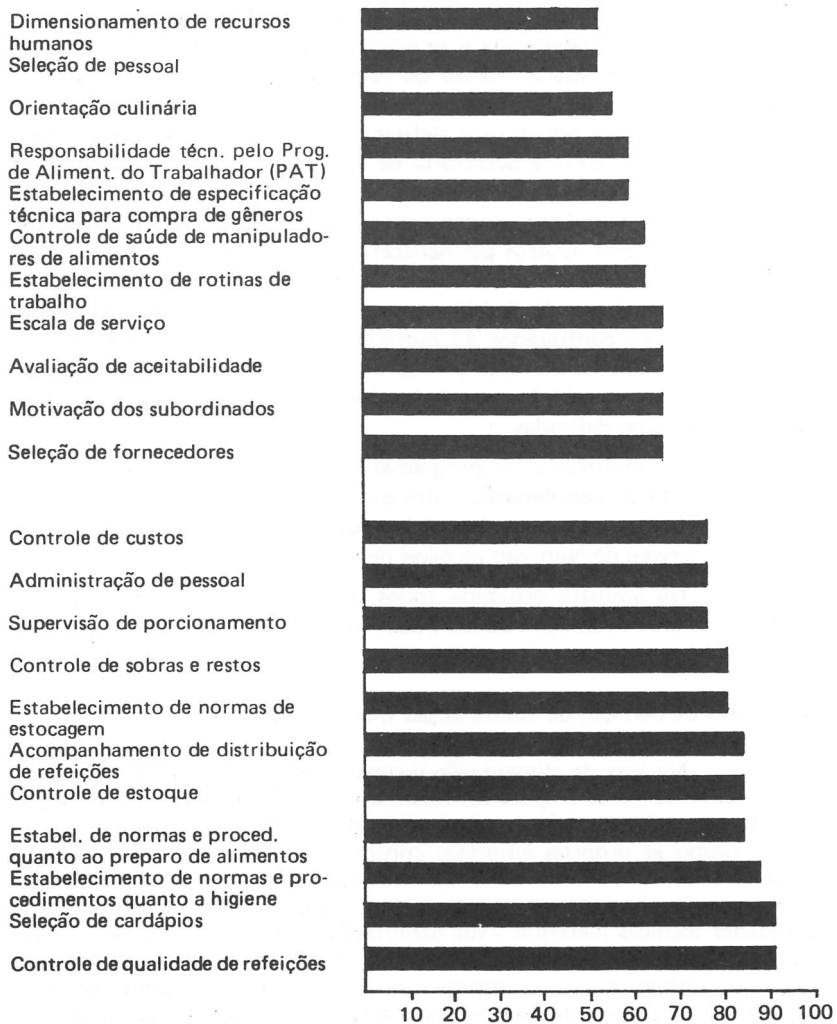 Dimensionamento de recursos
humanos
Seleção de pessoal
Orientação culinária
Responsabilidade técn. pelo Prog.
de Aliment. do Trabalhador (PAT)
Estabelecimento de especificação
técnica para compra de gêneros
Controle de saúde de manipulado-
res de alimentos
Estabelecimento de rotinas de
trabalho
Escala de serviço
Avaliação de aceitabilidade
Motivação dos subordinados
Seleção de fornecedores
Controle de custos
Administração de pessoal
Supervisão de porcionamento
Controle de sobras e restos
Estabelecimento de normas de
estocagem
Acompanhamento de distribuição
de refeições
Controle de estoque
Estabel. de normas e proced.
quanto ao preparo de alimentos
Estabelecimento de normas e pro-
cedimentos quanto a higiene
Seleção de cardápios
Controle de qualidade de refeições
10 20 30 40 50 60 70 80 90 100